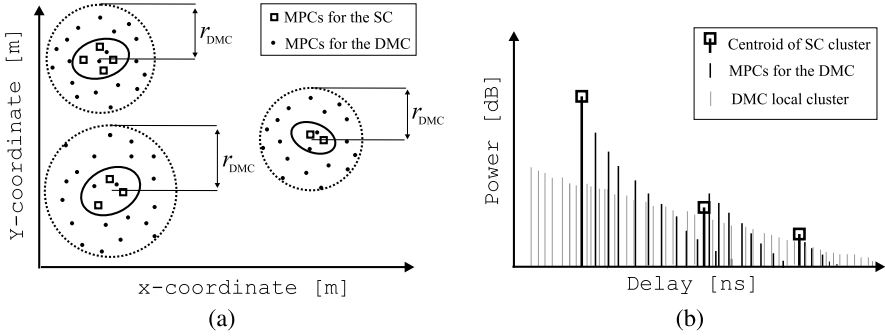 MPCs for the SC
MPCs for the DMC
r_DMC
r_DMC
r_DMC
Y-coordinate [m]
x-coordinate [m]
(a)
Centroid of SC cluster
MPCs for the DMC
DMC local cluster
Power [dB]
Delay [ns]
(b)